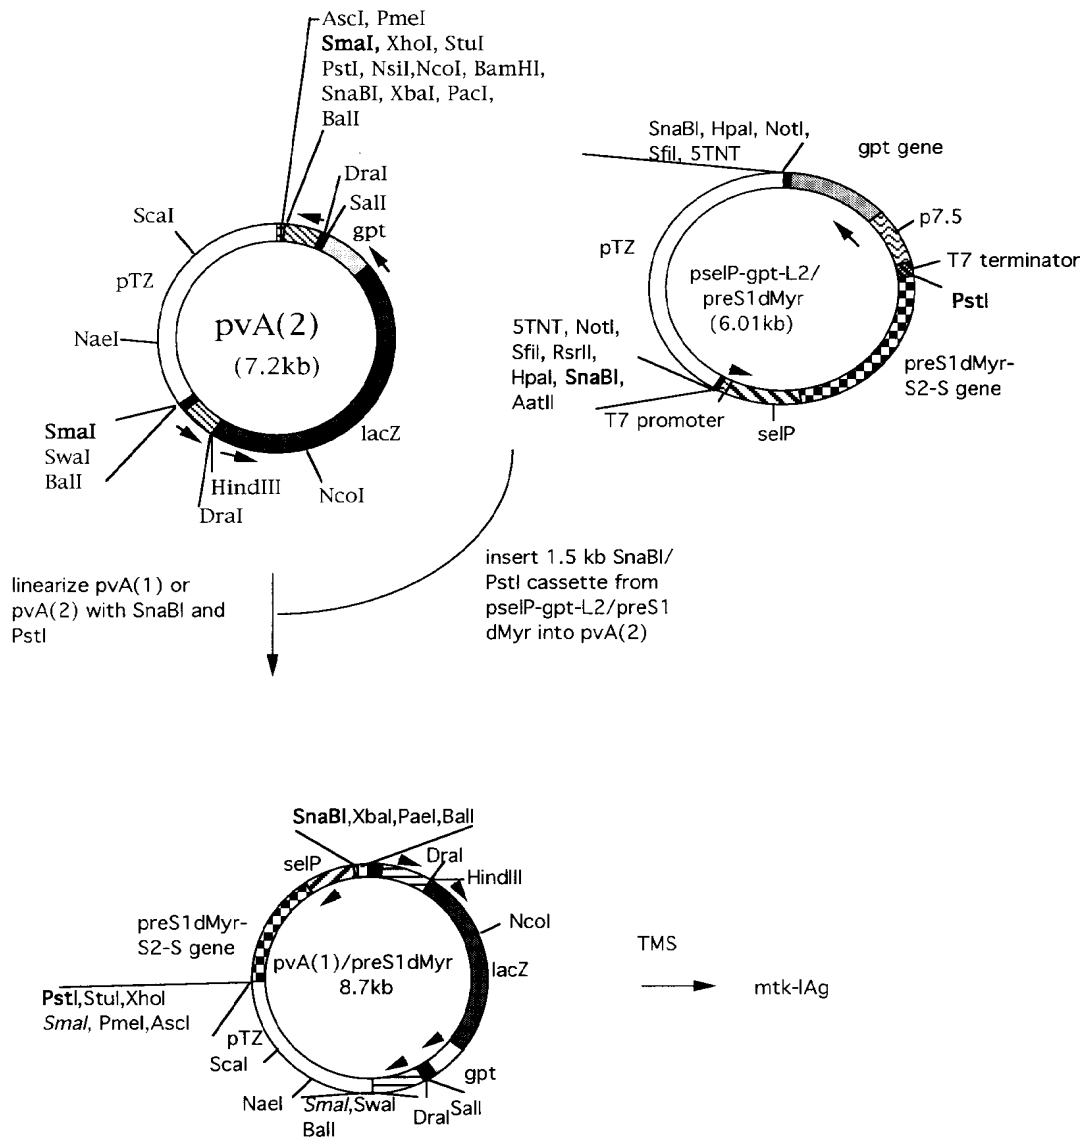 AscI, PmeI
SmaI, XhoI, StuI
PstI, NsiI,NcoI, BamHI,
SnaBI, XbaI, PacI,
BalI
DraI
SalI
gpt
ScaI
pTZ
NaeI
pvA(2)
(7.2kb)
SmaI
SwaI
BalI
HindIII
DraI
NcoI
lacZ
SnaBI, HpaI, NotI,
SfiI, 5TNT
gpt gene
p7.5
T7 terminator
PstI
pTZ
pselP-gpt-L2/
preS1dMyr
(6.01kb)
5TNT, NotI,
SfiI, RsrII,
HpaI, SnaBI,
AatII
T7 promoter
selP
preS1dMyr-
S2-S gene
linearize pvA(1) or
pvA(2) with SnaBI and
PstI
insert 1.5 kb SnaBI/
PstI cassette from
pselP-gpt-L2/preS1
dMyr into pvA(2)
SnaBI,XbaI,PaeI,BalI
selP
DraI
HindIII
NcoI
preS1dMyr-
S2-S gene
pvA(1)/preS1dMyr
8.7kb
lacZ
PstI,StuI,XhoI
SmaI, PmeI,AscI
pTZ
ScaI
NaeI
SmaI,SwaI
BalI
DraI
SalI
gpt
TMS
mtk-lAg